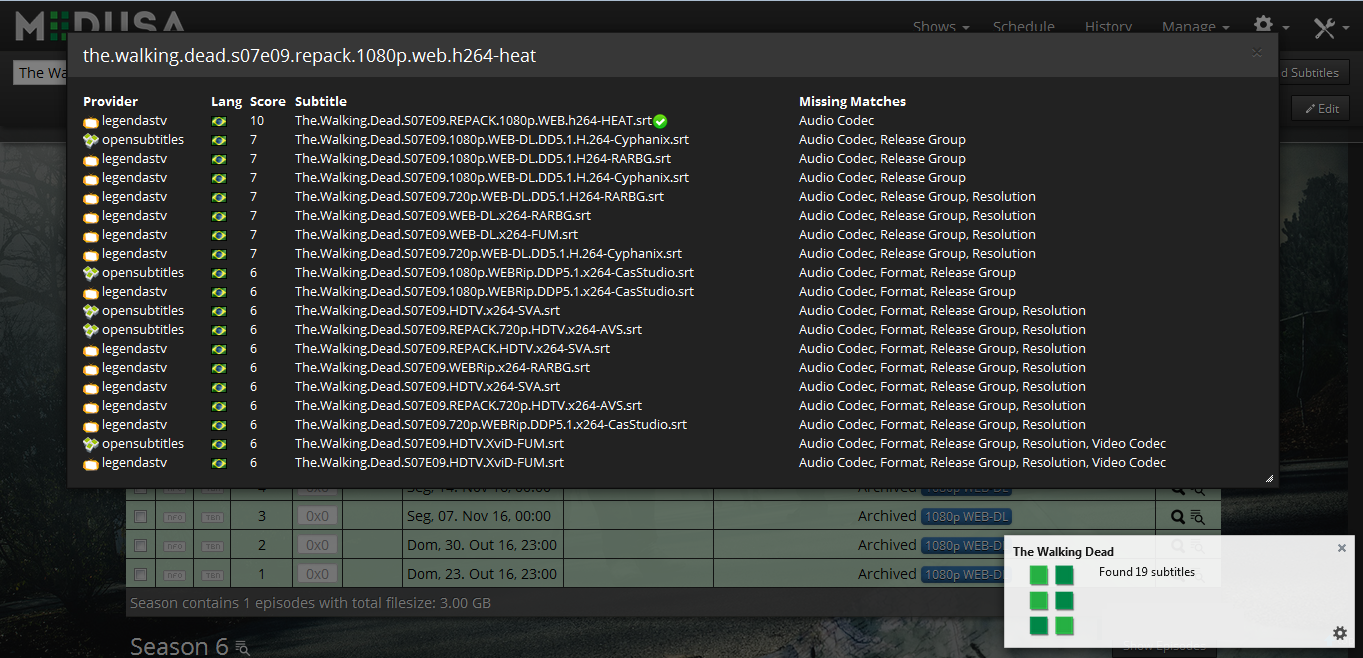 MEDUSA
Shows Schedule History Manage
the.walking.dead.s07e09.repack.1080p.web.h264-heat
The Wa
d Subtitles
Edit
Provider Lang Score Subtitle Missing Matches
legendastv 10 The.Walking.Dead.S07E09.REPACK.1080p.WEB.h264-HEAT.srt Audio Codec
opensubtitles 7 The.Walking.Dead.S07E09.1080p.WEB-DL.DD5.1.H.264-Cyphanix.srt Audio Codec, Release Group
legendastv 7 The.Walking.Dead.S07E09.1080p.WEB-DL.DD5.1.H264-RARBG.srt Audio Codec, Release Group
legendastv 7 The.Walking.Dead.S07E09.1080p.WEB-DL.DD5.1.H.264-Cyphanix.srt Audio Codec, Release Group
legendastv 7 The.Walking.Dead.S07E09.720p.WEB-DL.DD5.1.H264-RARBG.srt Audio Codec, Release Group, Resolution
legendastv 7 The.Walking.Dead.S07E09.WEB-DL.x264-RARBG.srt Audio Codec, Release Group, Resolution
legendastv 7 The.Walking.Dead.S07E09.WEB-DL.x264-FUM.srt Audio Codec, Release Group, Resolution
legendastv 7 The.Walking.Dead.S07E09.720p.WEB-DL.DD5.1.H.264-Cyphanix.srt Audio Codec, Release Group, Resolution
opensubtitles 6 The.Walking.Dead.S07E09.1080p.WEBRip.DDP5.1.x264-CasStudio.srt Audio Codec, Format, Release Group
legendastv 6 The.Walking.Dead.S07E09.1080p.WEBRip.DDP5.1.x264-CasStudio.srt Audio Codec, Format, Release Group
opensubtitles 6 The.Walking.Dead.S07E09.HDTV.x264-SVA.srt Audio Codec, Format, Release Group, Resolution
opensubtitles 6 The.Walking.Dead.S07E09.REPACK.720p.HDTV.x264-AVS.srt Audio Codec, Format, Release Group, Resolution
legendastv 6 The.Walking.Dead.S07E09.REPACK.HDTV.x264-SVA.srt Audio Codec, Format, Release Group, Resolution
legendastv 6 The.Walking.Dead.S07E09.WEBRip.x264-RARBG.srt Audio Codec, Format, Release Group, Resolution
legendastv 6 The.Walking.Dead.S07E09.HDTV.x264-SVA.srt Audio Codec, Format, Release Group, Resolution
legendastv 6 The.Walking.Dead.S07E09.REPACK.720p.HDTV.x264-AVS.srt Audio Codec, Format, Release Group, Resolution
legendastv 6 The.Walking.Dead.S07E09.720p.WEBRip.DDP5.1.x264-CasStudio.srt Audio Codec, Format, Release Group, Resolution
opensubtitles 6 The.Walking.Dead.S07E09.HDTV.XviD-FUM.srt Audio Codec, Format, Release Group, Resolution, Video Codec
legendastv 6 The.Walking.Dead.S07E09.HDTV.XviD-FUM.srt Audio Codec, Format, Release Group, Resolution, Video Codec
4 Seg, 14. Nov 16, 00:00 Archived 1080p WEB-DL
NFO TBN 3 0x0 Seg, 07. Nov 16, 00:00 Archived 1080p WEB-DL
NFO TBN 2 0x0 Dom, 30. Out 16, 23:00 Archived 1080p WEB-D
NFO TBN 1 0x0 Dom, 23. Out 16, 23:00 Archived 1080p WEB-D
Season contains 1 episodes with total filesize: 3.00 GB
The Walking Dead
Found 19 subtitles
Season 6
Show Episodes